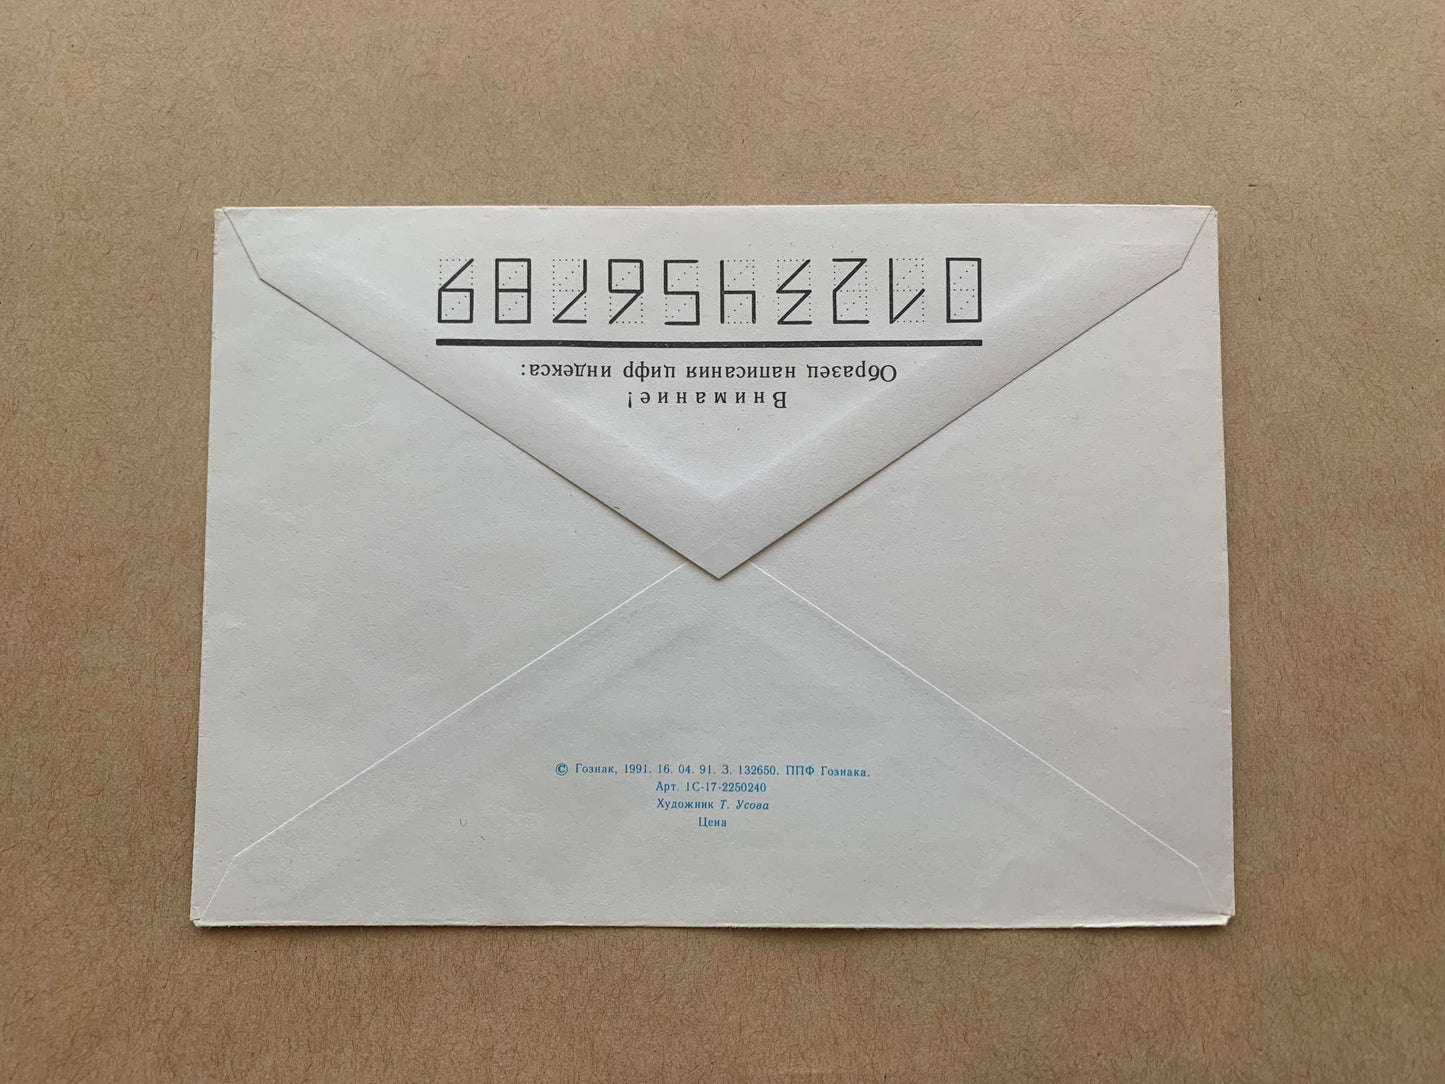 Внимание!
Образец написания цифр индекса:
0123456789
© Гознак, 1991. 16. 04. 91. З. 132650. ППФ Гознака.
Арт. 1С-17-2250240
Художник Т. Усова
Цена